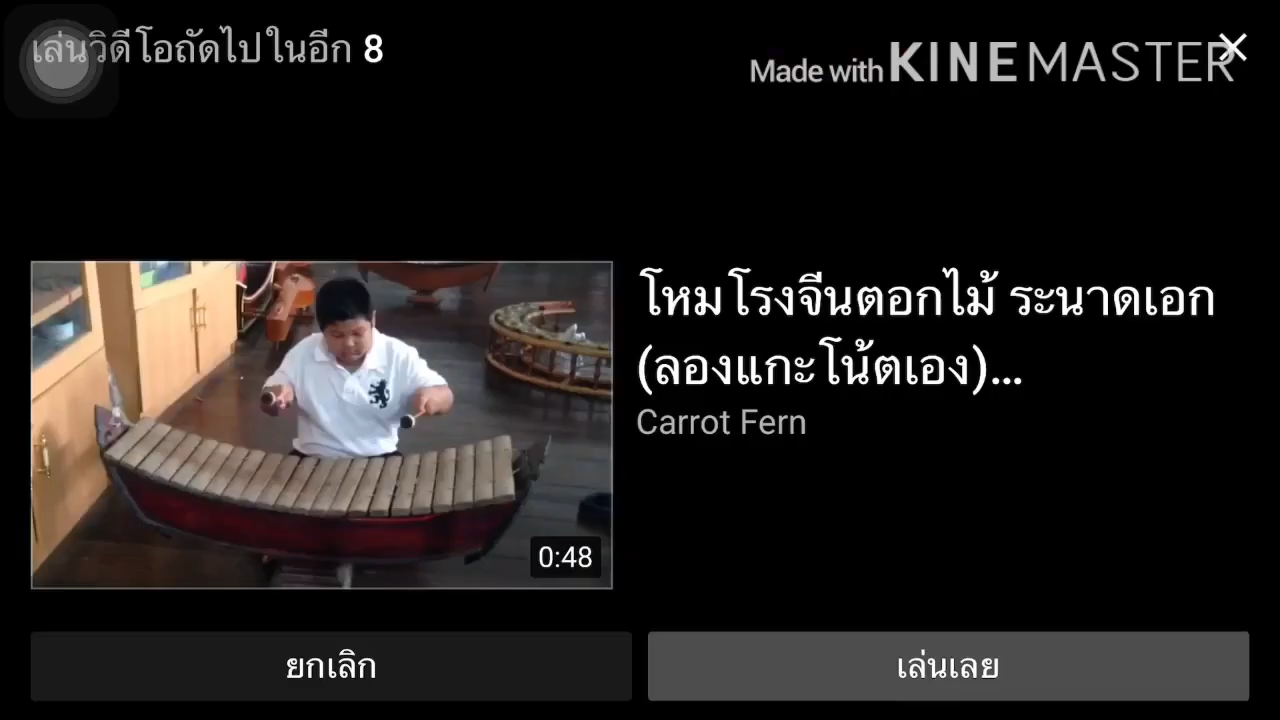 เล่นวิดีโอถัดไปในอีก 8
Made with KINEMASTER
โหมโรงจีนตอกไม้ ระนาดเอก
(ลองแกะโน้ตเอง)...
Carrot Fern
0:48
ยกเลิก
เล่นเลย